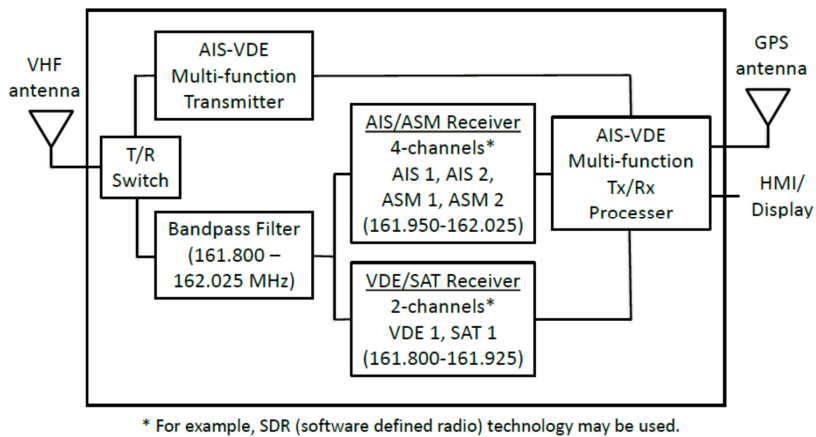 VHF
antenna
AIS-VDE
Multi-function
Transmitter
GPS
antenna
T/R
Switch
AIS/ASM Receiver
4-channels*
AIS 1, AIS 2,
ASM 1, ASM 2
(161.950-162.025)
AIS-VDE
Multi-function
Tx/Rx
Processer
HMI/
Display
Bandpass Filter
(161.800 –
162.025 MHz)
VDE/SAT Receiver
2-channels*
VDE 1, SAT 1
(161.800-161.925)
* For example, SDR (software defined radio) technology may be used.